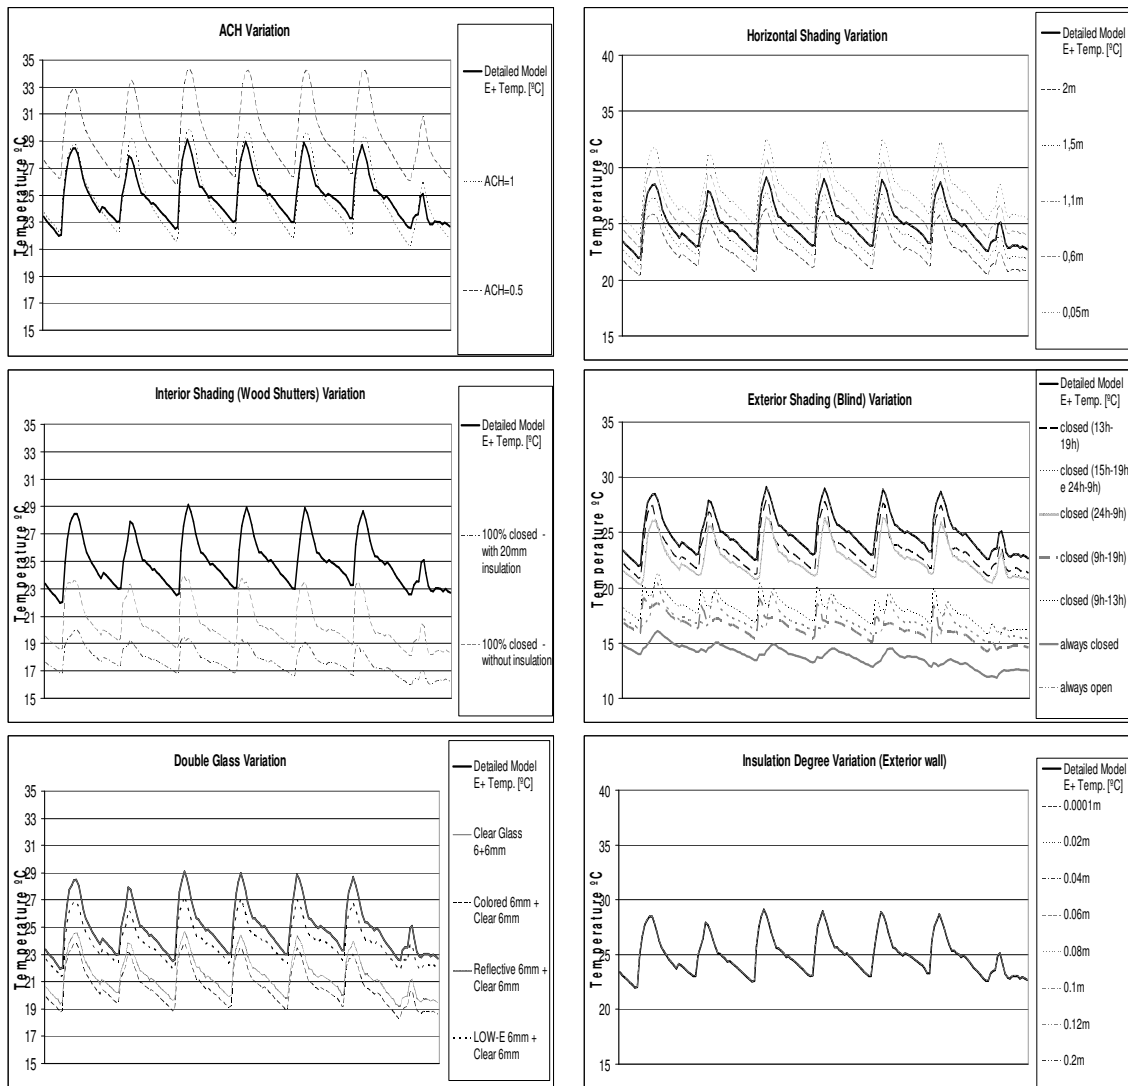 ACH Variation
35
33
31
29
27
25
23
21
19
17
15
Temperature ºC
Detailed Model
E+ Temp. [ºC]
ACH=1
ACH=0.5
Horizontal Shading Variation
40
35
30
25
20
15
Temperature ºC
Detailed Model
E+ Temp. [ºC]
2m
1,5m
1,1m
0,6m
0,05m
Interior Shading (Wood Shutters) Variation
35
33
31
29
27
25
23
21
19
17
15
Temperature ºC
Detailed Model
E+ Temp. [ºC]
100% closed -
with 20mm
insulation
100% closed -
without insulation
Exterior Shading (Blind) Variation
35
30
25
20
15
10
Temperature ºC
Detailed Model
E+ Temp. [ºC]
closed (13h-
19h)
closed (15h-19h
e 24h-9h)
closed (24h-9h)
closed (9h-19h)
closed (9h-13h)
always closed
always open
Double Glass Variation
35
33
31
29
27
25
23
21
19
17
15
Temperature ºC
Detailed Model
E+ Temp. [ºC]
Clear Glass
6+6mm
Colored 6mm +
Clear 6mm
Reflective 6mm +
Clear 6mm
LOW-E 6mm +
Clear 6mm
Insulation Degree Variation (Exterior wall)
40
35
30
25
20
15
Temperature ºC
Detailed Model
E+ Temp. [ºC]
0.0001m
0.02m
0.04m
0.06m
0.08m
0.1m
0.12m
0.2m